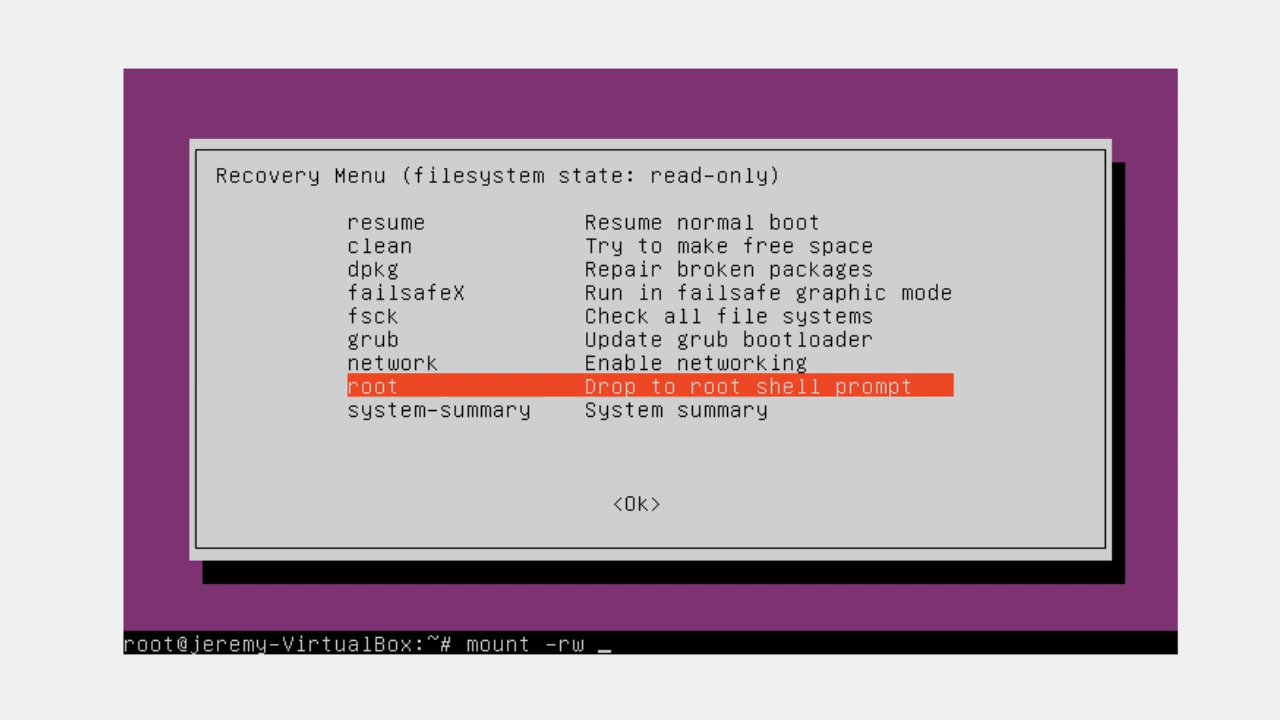 Recovery Menu (filesystem state: read-only)
resume Resume normal boot
clean Try to make free space
dpkg Repair broken packages
failsafeX Run in failsafe graphic mode
fsck Check all file systems
grub Update grub bootloader
network Enable networking
root Drop to root shell prompt
system-summary System summary
<Ok>
root@jeremy-VirtualBox:~# mount -rw _